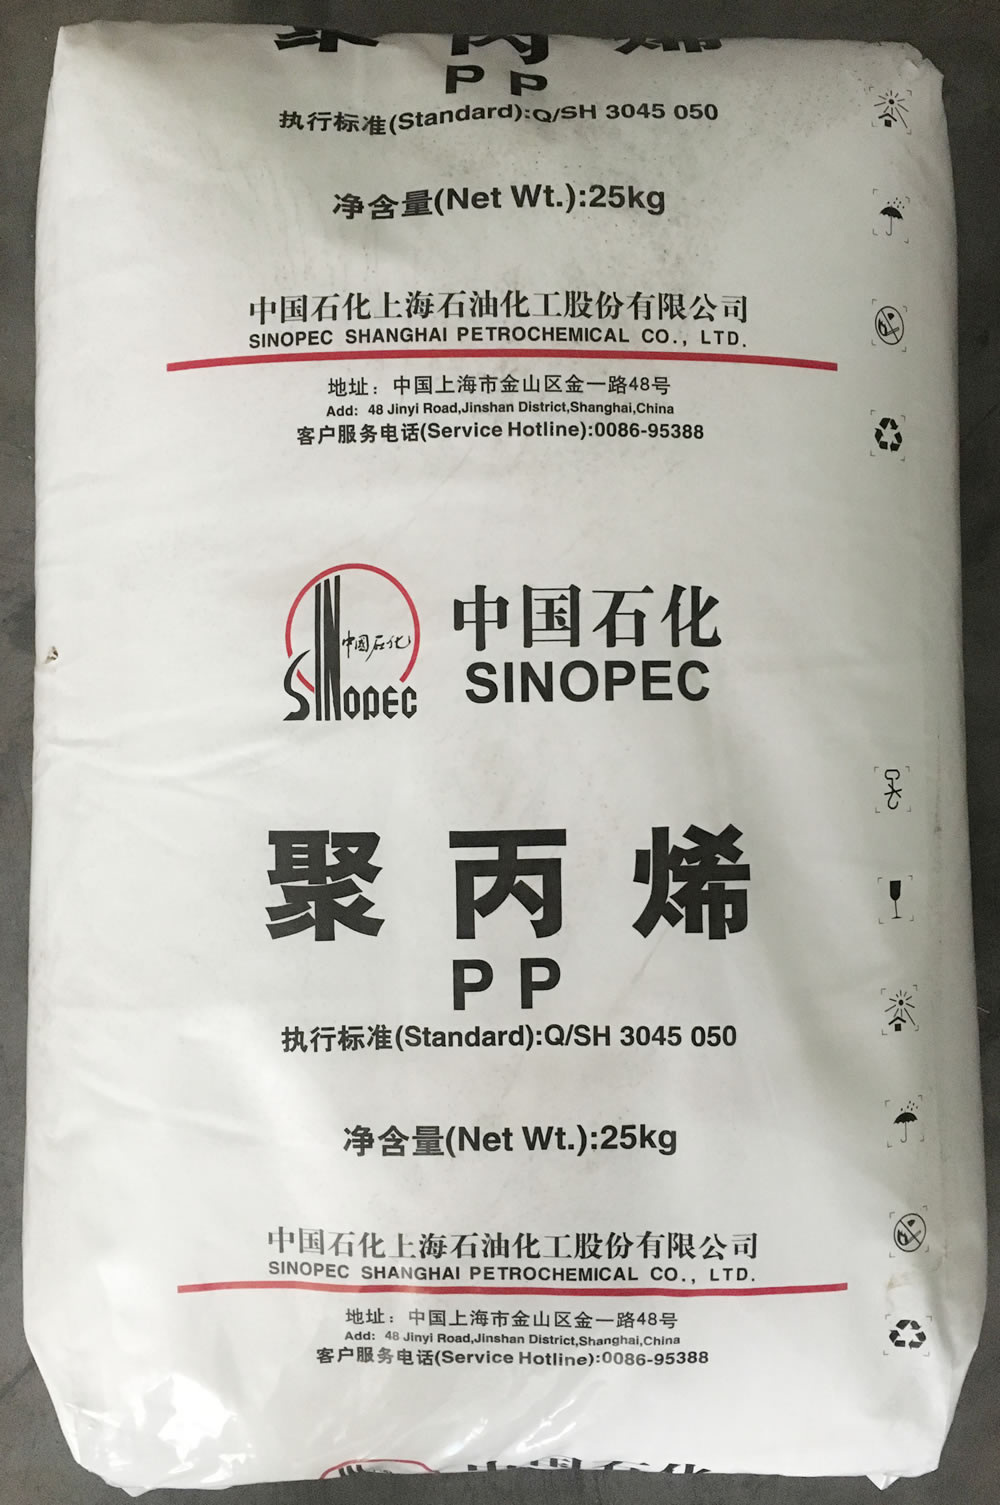 聚 丙 烯
PP
执行标准(Standard):Q/SH 3045 050
净含量(Net Wt.):25kg
中国石化上海石油化工股份有限公司
SINOPEC SHANGHAI PETROCHEMICAL CO., LTD.
地址：中国上海市金山区金一路48号
Add: 48 Jinyi Road,Jinshan District,Shanghai,China
客户服务电话(Service Hotline):0086-95388
中国石化
SINOPEC
中国石化
SINOPEC
聚 丙 烯
PP
执行标准(Standard):Q/SH 3045 050
净含量(Net Wt.):25kg
中国石化上海石油化工股份有限公司
SINOPEC SHANGHAI PETROCHEMICAL CO., LTD.
地址：中国上海市金山区金一路48号
Add: 48 Jinyi Road,Jinshan District,Shanghai,China
客户服务电话(Service Hotline):0086-95388
中国石化